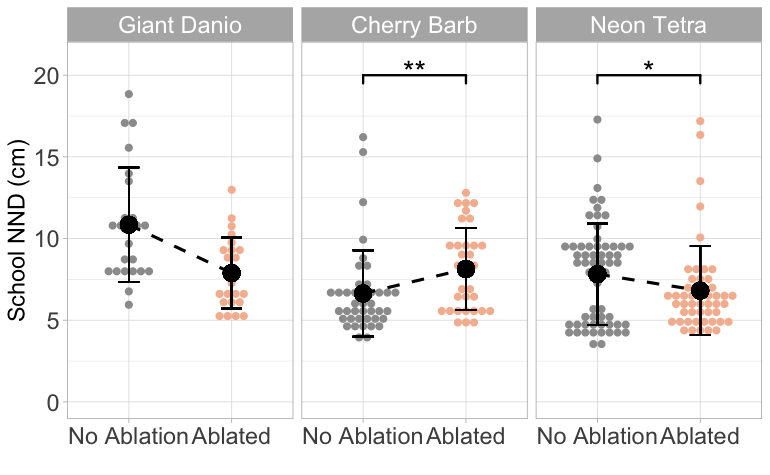 Giant Danio Cherry Barb Neon Tetra
** *
School NND (cm)
20
15
10
5
0
No Ablation Ablated No Ablation Ablated No Ablation Ablated